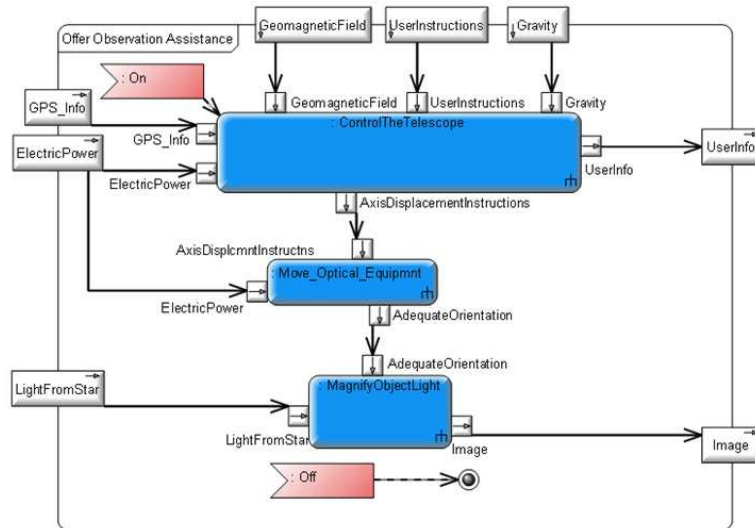 GeomagneticField
UserInstructions
Gravity
Offer Observation Assistance
: On
GPS_Info
GeomagneticField
UserInstructions
Gravity
: ControlTheTelescope
GPS_Info
ElectricPower
UserInfo
UserInfo
ElectricPower
AxisDisplacementInstructions
AxisDisplcmntInstructns
: Move_Optical_Equipmnt
ElectricPower
AdequateOrientation
AdequateOrientation
: MagnifyObjectLight
LightFromStar
LightFromStar
Image
Image
: Off